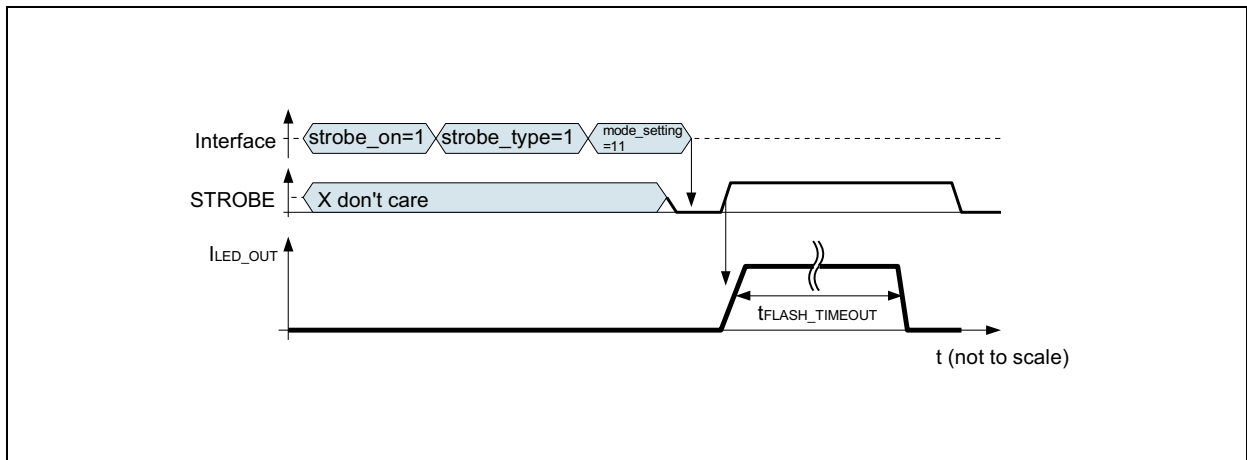 Interface
strobe_on=1
strobe_type=1
mode_setting
=11
STROBE
X don't care
ILED_OUT
tFLASH_TIMEOUT
t (not to scale)